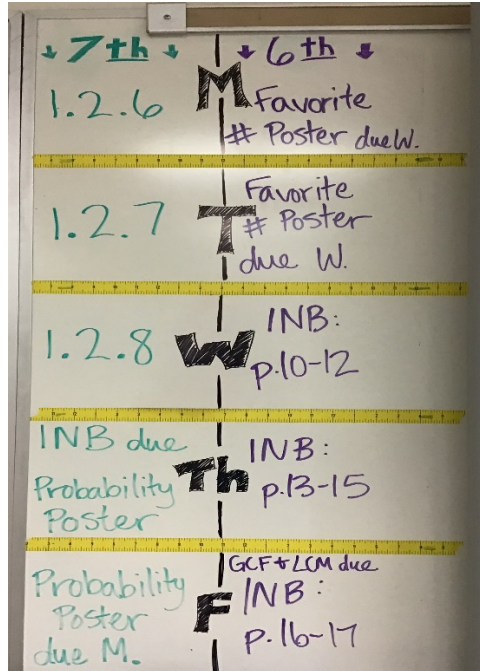 ↓ 7th ↓
↓ 6th ↓
M
1.2.6
Favorite
# Poster due W.
T
1.2.7
Favorite
# Poster
due W.
W
1.2.8
INB:
p.10-12
Th
INB due
Probability
Poster
INB:
p.13-15
F
Probability
Poster
due M.
GCF + LCM due
INB:
p.16-17